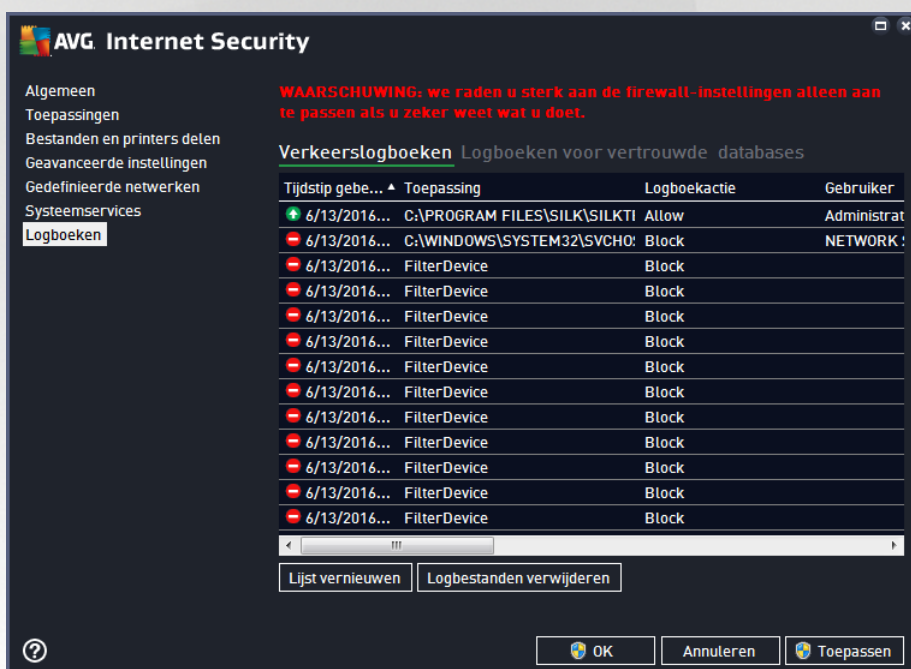 AVG. Internet Security
Algemeen
Toepassingen
Bestanden en printers delen
Geavanceerde instellingen
Gedefinieerde netwerken
Systeemservices
Logboeken
WAARSCHUWING: we raden u sterk aan de firewall-instellingen alleen aan
te passen als u zeker weet wat u doet.
Verkeerslogboeken Logboeken voor vertrouwde databases
Tijdstip gebe... Toepassing Logboekactie Gebruiker
6/13/2016... C:\PROGRAM FILES\SILK\SILKTI Allow Administrat
6/13/2016... C:\WINDOWS\SYSTEM32\SVCHO: Block NETWORK
6/13/2016... FilterDevice Block
6/13/2016... FilterDevice Block
6/13/2016... FilterDevice Block
6/13/2016... FilterDevice Block
6/13/2016... FilterDevice Block
6/13/2016... FilterDevice Block
6/13/2016... FilterDevice Block
6/13/2016... FilterDevice Block
6/13/2016... FilterDevice Block
6/13/2016... FilterDevice Block
6/13/2016... FilterDevice Block
Lijst vernieuwen Logbestanden verwijderen
OK Annuleren Toepassen